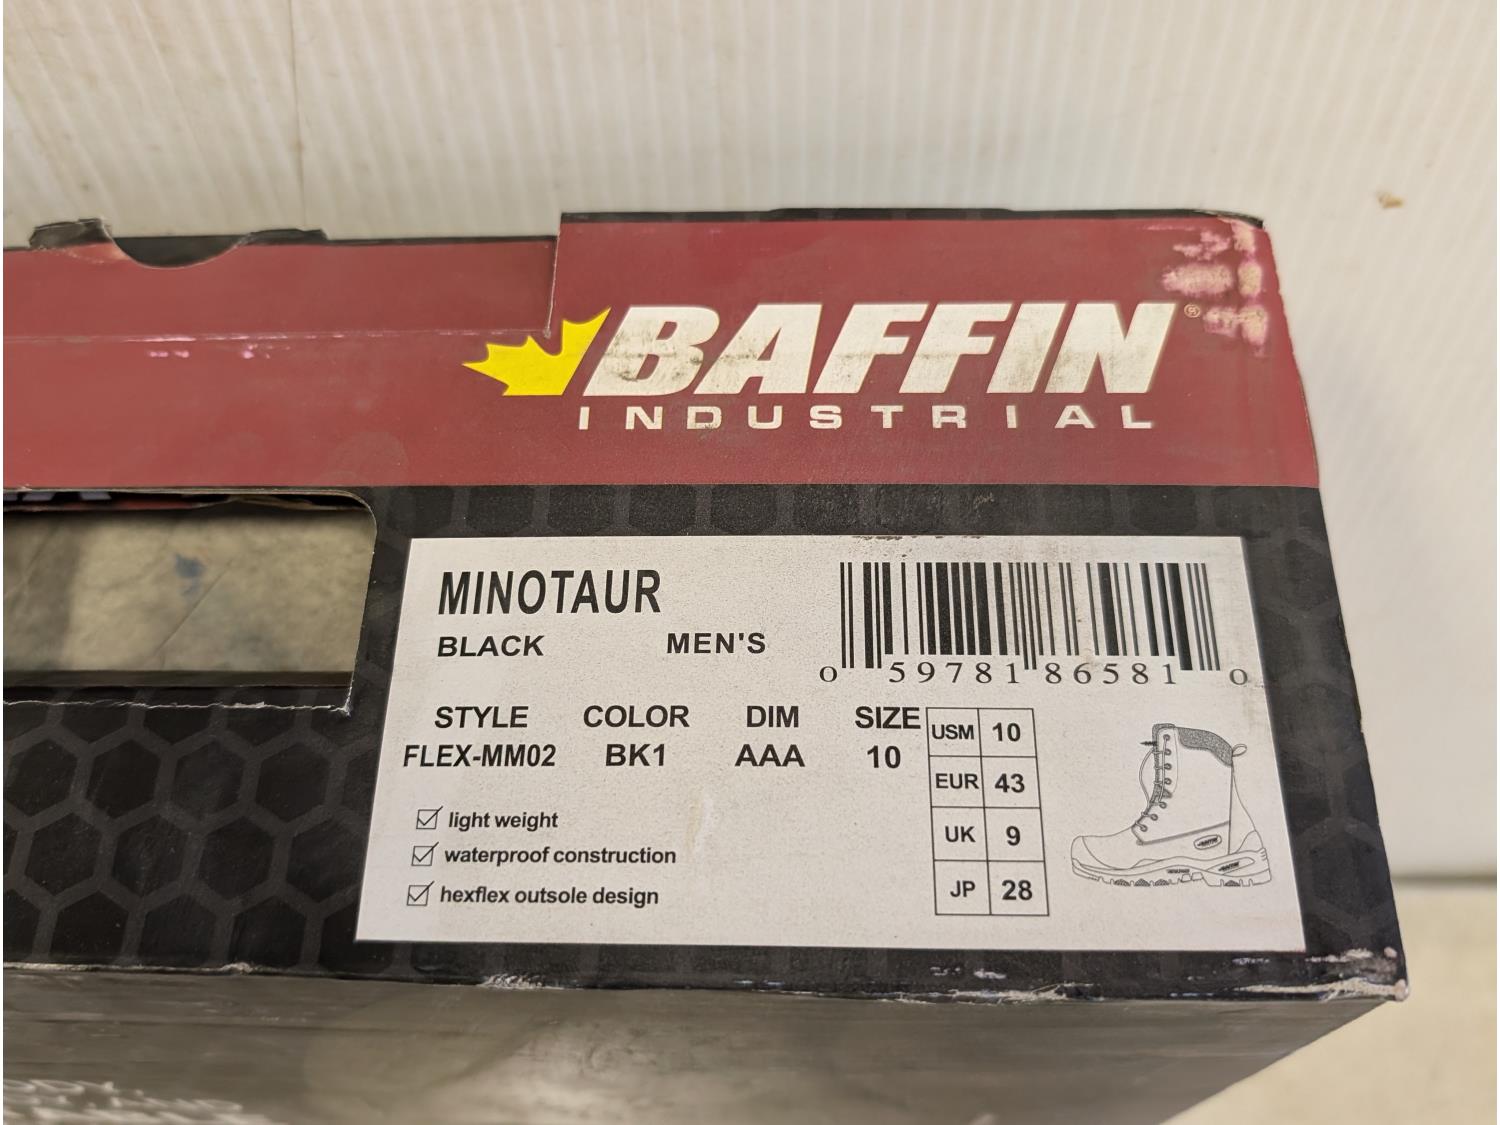 BAFFIN®
INDUSTRIAL
MINOTAUR
BLACK MEN'S
0 59781 86581 0
STYLE COLOR DIM SIZE
FLEX-MM02 BK1 AAA 10
USM 10
EUR 43
UK 9
JP 28
light weight
waterproof construction
hexflex outsole design